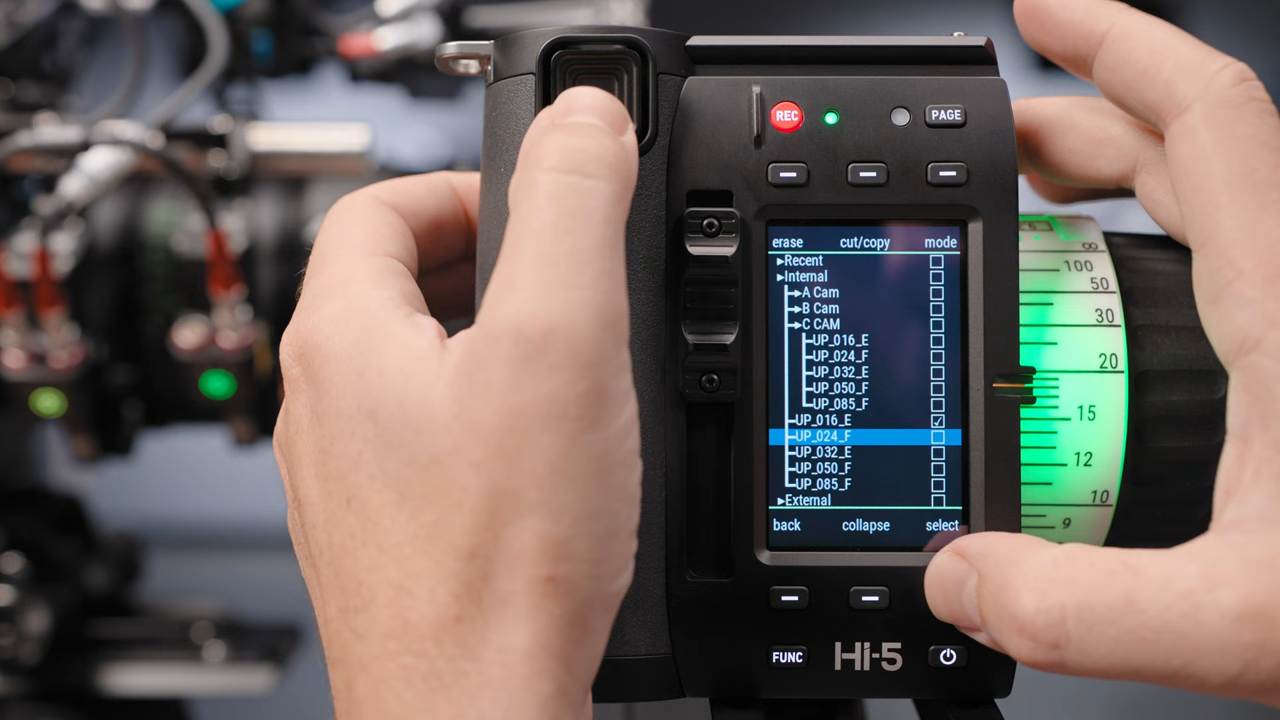 REC PAGE
erase cut/copy mode
▸Recent
▸Internal
▸A Cam
▸B Cam
▸C CAM
UP_016_E
UP_024_F
UP_032_E
UP_050_F
UP_085_F
UP_016_E
UP_024_F
UP_032_E
UP_050_F
UP_085_F
▸External
back collapse select
∞
100
50
30
20
15
12
10
9
FUNC Hi-5